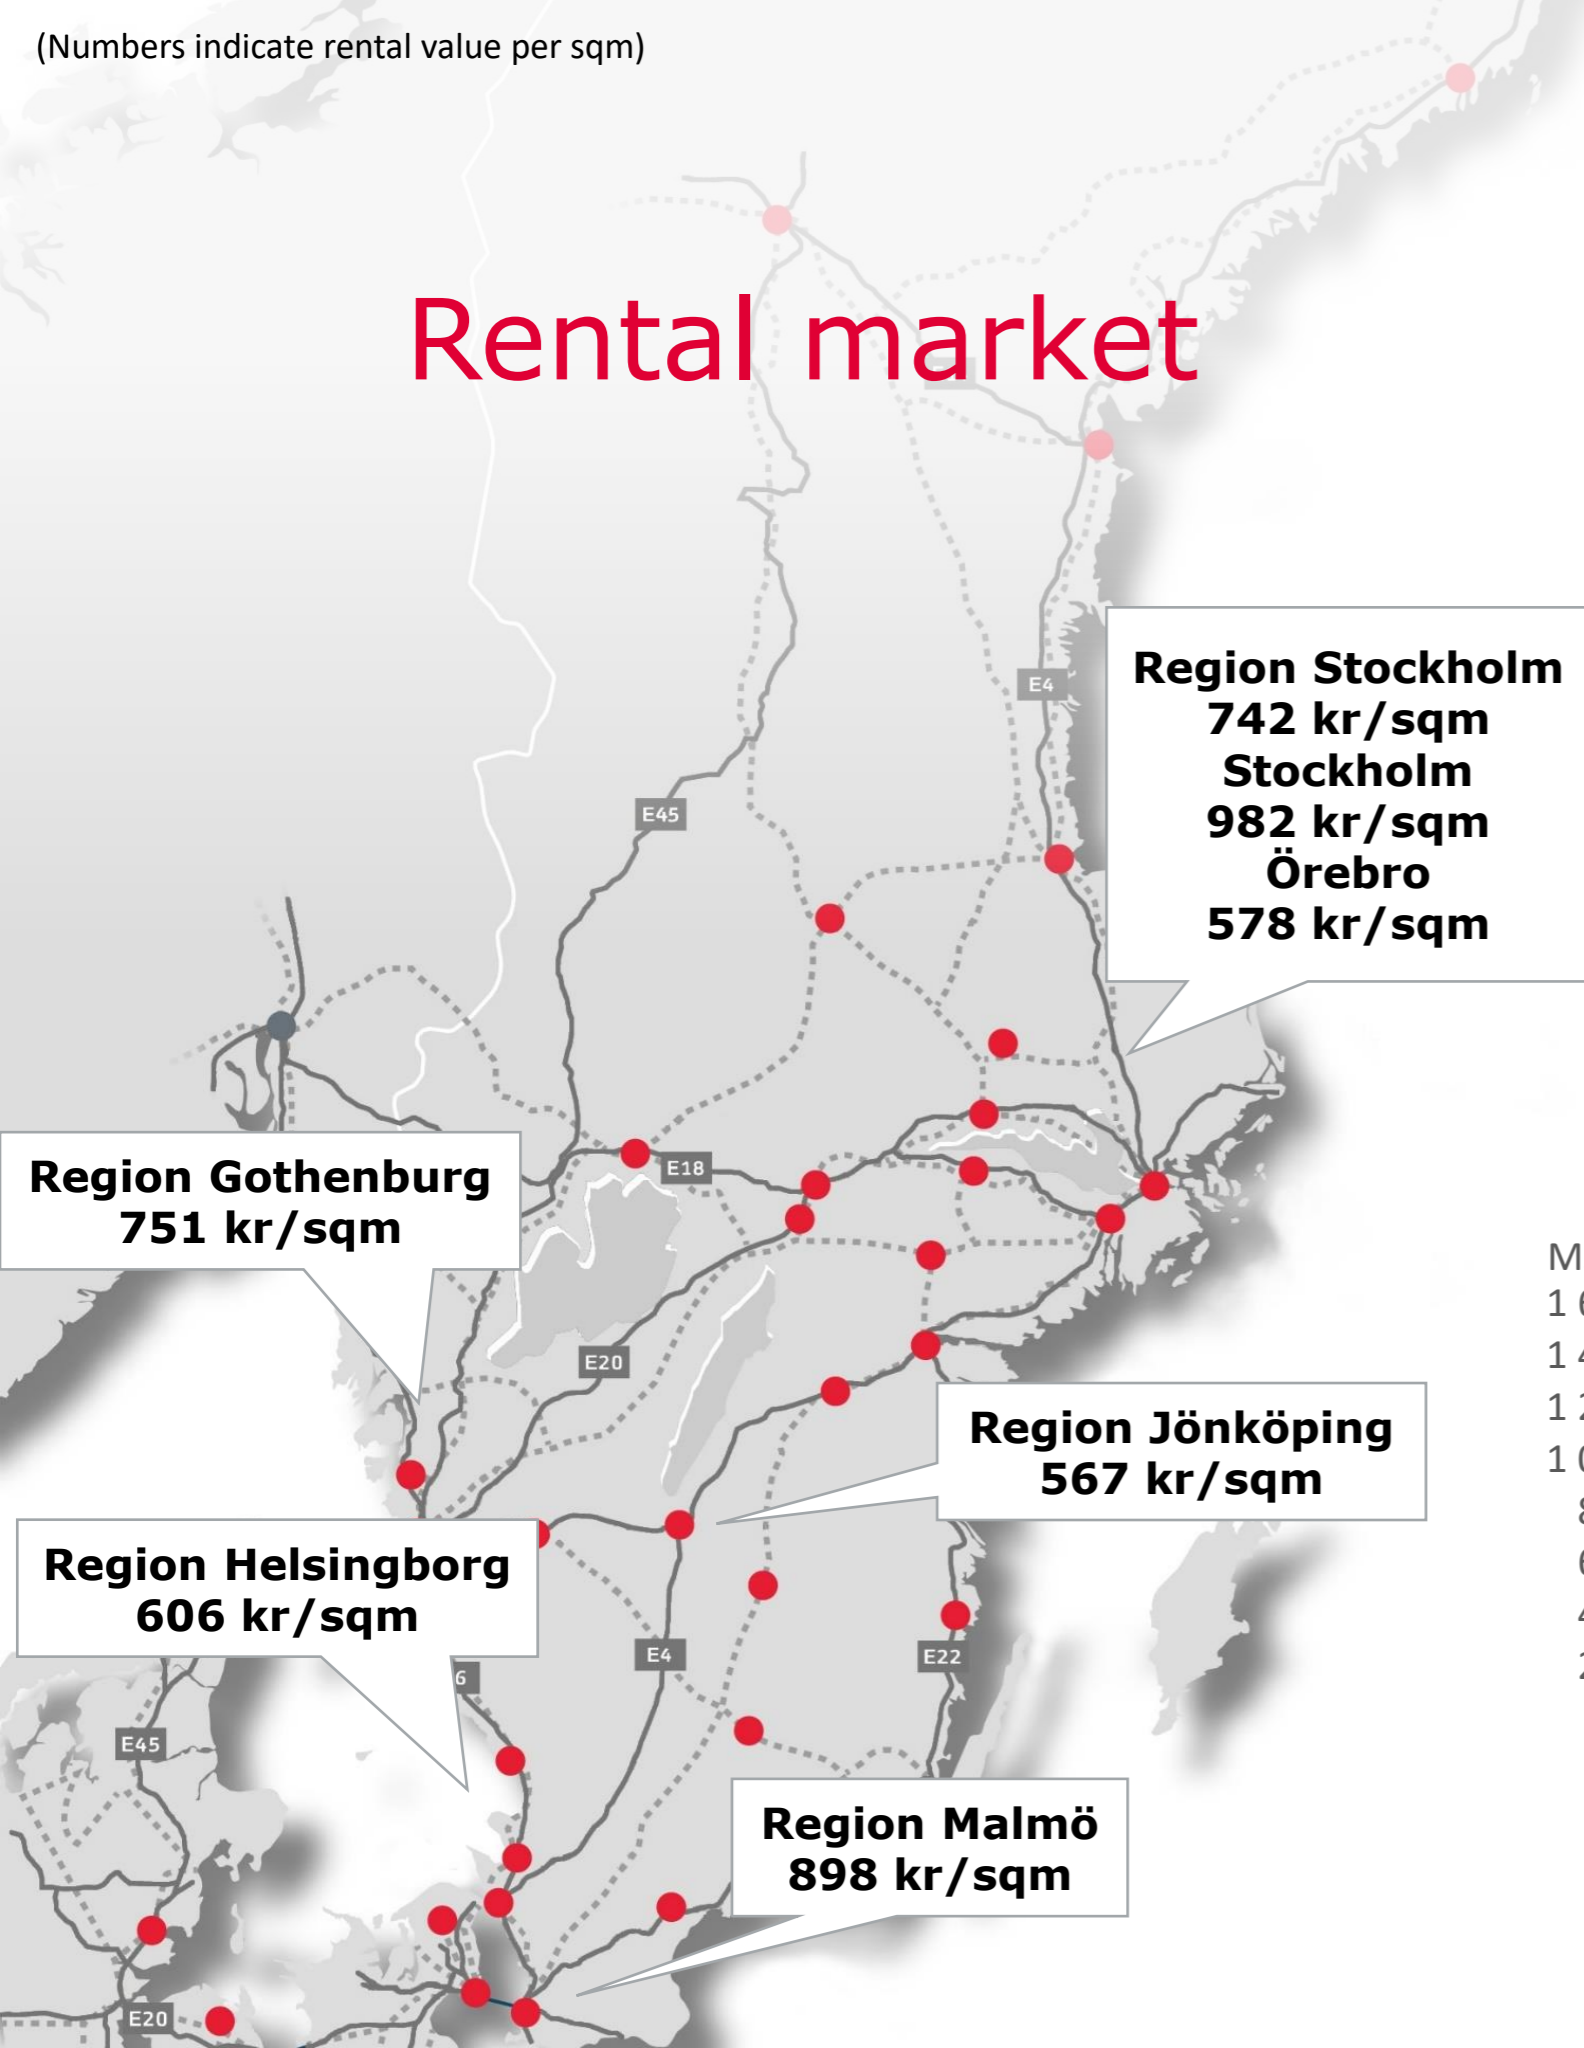 (Numbers indicate rental value per sqm)
Rental market
E4
Region Stockholm
742 kr/sqm
Stockholm
982 kr/sqm
Örebro
578 kr/sqm
E45
Region Gothenburg
751 kr/sqm
E18
E20
Region Jönköping
567 kr/sqm
Region Helsingborg
606 kr/sqm
E4
E22
6
E45
Region Malmö
898 kr/sqm
E20